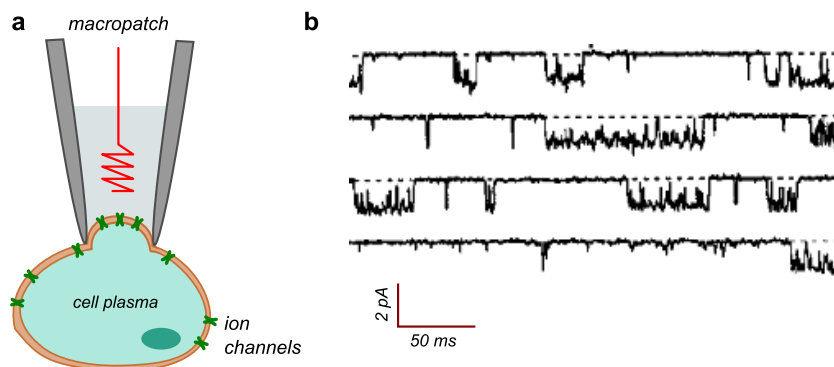 a
macropatch
cell plasma
ion
channels
b
2 pA
50 ms